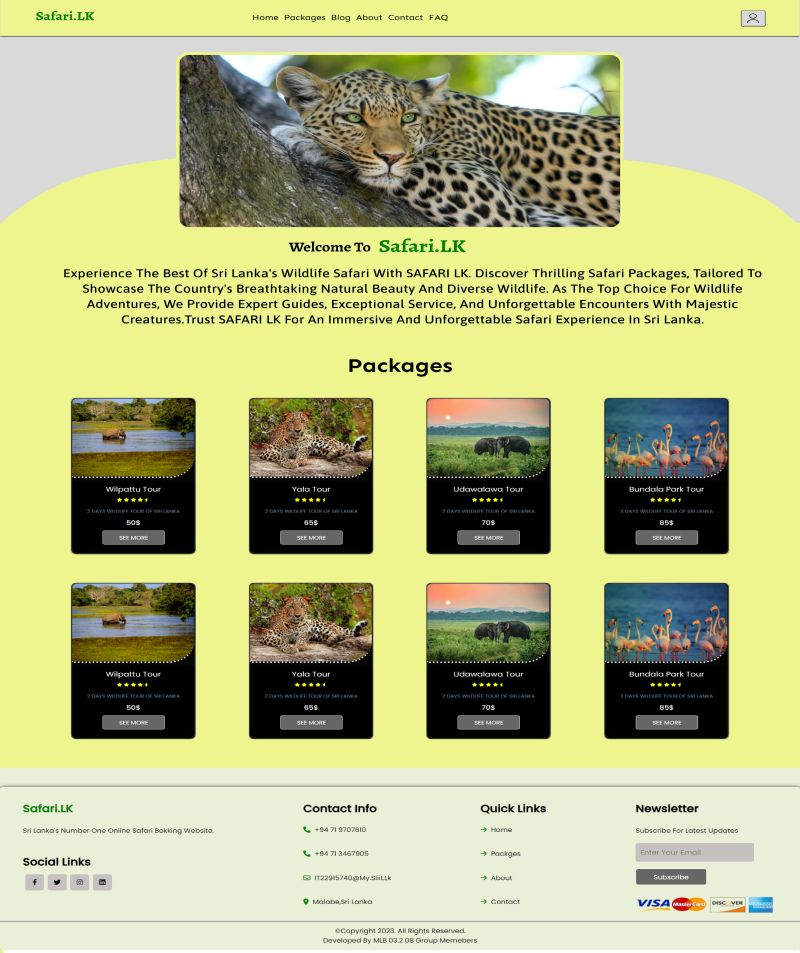 Safari.LK
Home Packages Blog About Contact FAQ
Welcome To Safari.LK
Experience The Best Of Sri Lanka's Wildlife Safari With SAFARI LK. Discover Thrilling Safari Packages, Tailored To
Showcase The Country's Breathtaking Natural Beauty And Diverse Wildlife. As The Top Choice For Wildlife
Adventures, We Provide Expert Guides, Exceptional Service, And Unforgettable Encounters With Majestic
Creatures.Trust SAFARI LK For An Immersive And Unforgettable Safari Experience In Sri Lanka.
Packages
Wilpattu Tour
2 DAYS WILDLIFE TOUR OF SRI LANKA
50$
SEE MORE
Yala Tour
2 DAYS WILDLIFE TOUR OF SRI LANKA
65$
SEE MORE
Udawalawa Tour
2 DAYS WILDLIFE TOUR OF SRI LANKA
70$
SEE MORE
Bundala Park Tour
3 DAYS WILDLIFE TOUR OF SRI LANKA
85$
SEE MORE
Wilpattu Tour
2 DAYS WILDLIFE TOUR OF SRI LANKA
50$
SEE MORE
Yala Tour
2 DAYS WILDLIFE TOUR OF SRI LANKA
65$
SEE MORE
Udawalawa Tour
2 DAYS WILDLIFE TOUR OF SRI LANKA
70$
SEE MORE
Bundala Park Tour
3 DAYS WILDLIFE TOUR OF SRI LANKA
85$
SEE MORE
Safari.LK
Sri Lanka's Number One Online Safari Bokking Website.
Social Links
Contact Info
+94 71 9707610
+94 71 3467905
IT22915740@My.Sliit.Lk
Malabe,Sri Lanka
Quick Links
Home
Packges
About
Contact
Newsletter
Subscribe For Latest Updates
Enter Your Email
Subscribe
VISA MasterCard DISCOVER
©Copyright 2023. All Rights Reserved.
Developed By MLB 03.2 08 Group Memebers